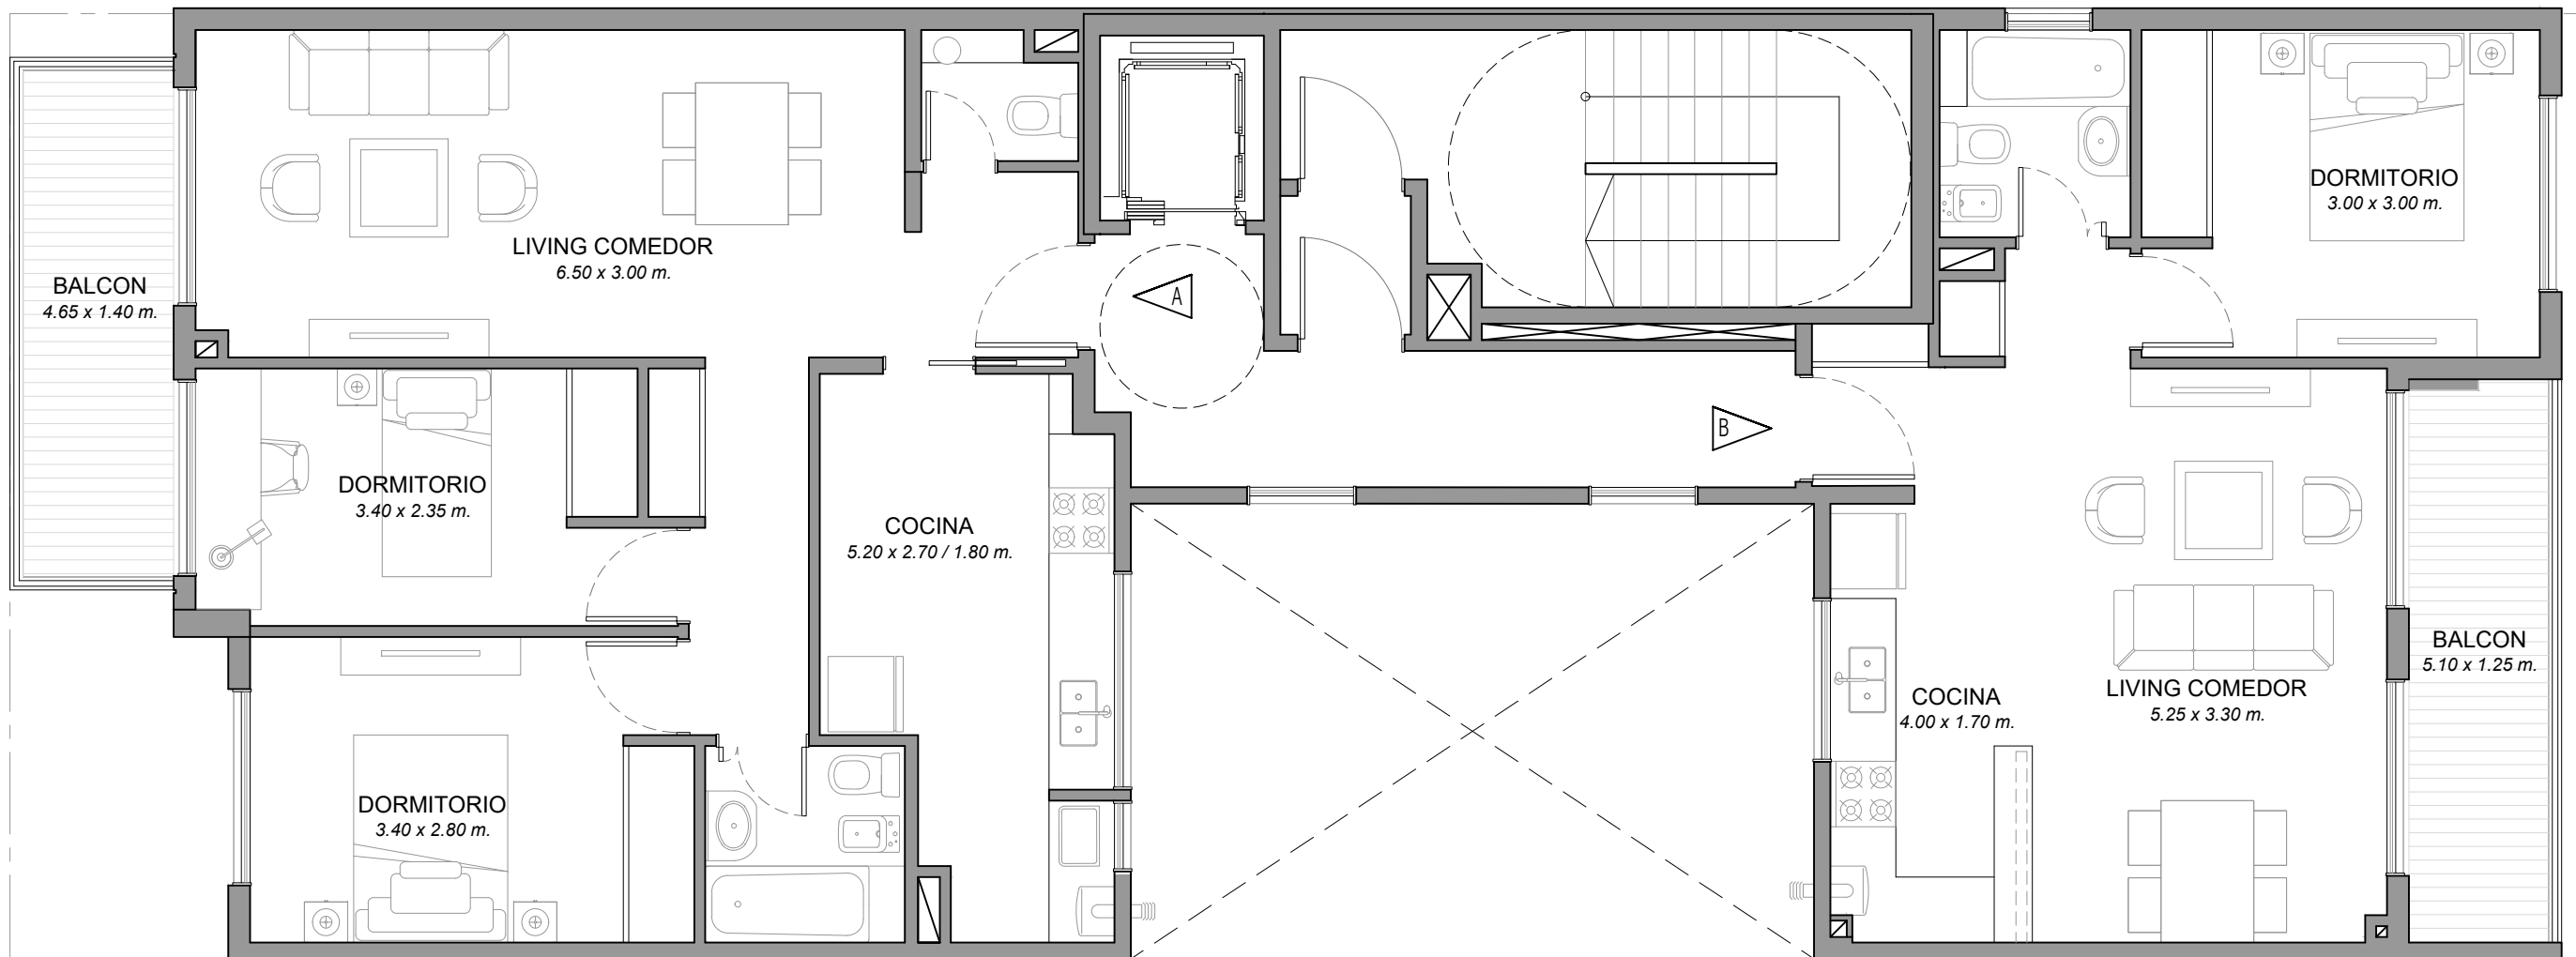 BALCON
4.65 x 1.40 m.
LIVING COMEDOR
6.50 x 3.00 m.
DORMITORIO
3.40 x 2.35 m.
DORMITORIO
3.40 x 2.80 m.
COCINA
5.20 x 2.70 / 1.80 m.
A
B
DORMITORIO
3.00 x 3.00 m.
COCINA
4.00 x 1.70 m.
LIVING COMEDOR
5.25 x 3.30 m.
BALCON
5.10 x 1.25 m.